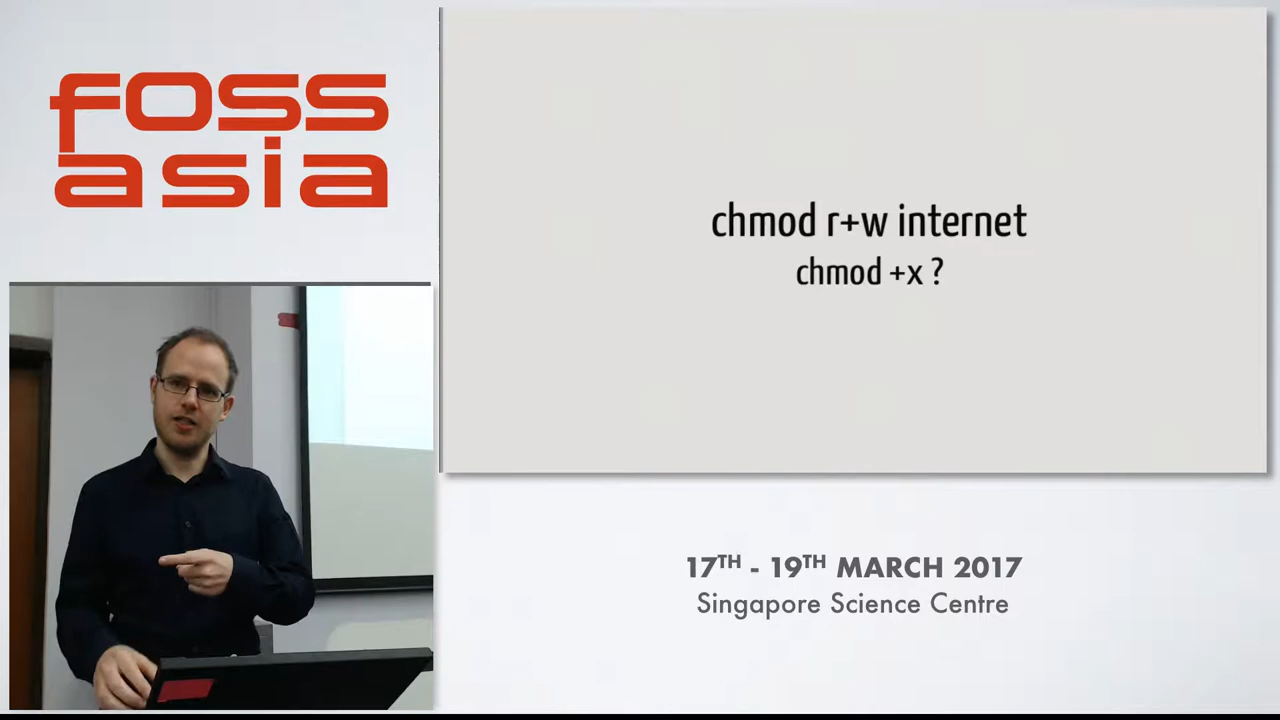 foss
asia
chmod r+w internet
chmod +x ?
17TH - 19TH MARCH 2017
Singapore Science Centre